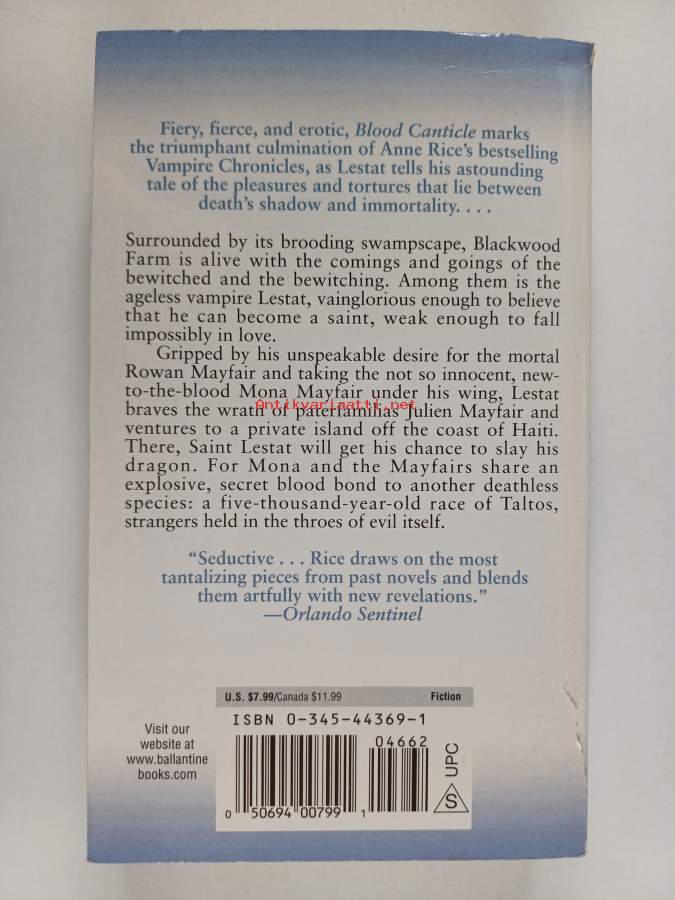 Fiery, fierce, and erotic, Blood Canticle marks
the triumphant culmination of Anne Rice's bestselling
Vampire Chronicles, as Lestat tells his astounding
tale of the pleasures and tortures that lie between
death's shadow and immortality. . . .
Surrounded by its brooding swampscape, Blackwood
Farm is alive with the comings and goings of the
bewitched and the bewitching. Among them is the
ageless vampire Lestat, vainglorious enough to believe
that he can become a saint, weak enough to fall
impossibly in love.
Gripped by his unspeakable desire for the mortal
Rowan Mayfair and taking the not so innocent, new-
to-the-blood Mona Mayfair under his wing, Lestat
braves the wrath of paterfamilias Julien Mayfair and
Antikvariaatti.net
ventures to a private island off the coast of Haiti.
There, Saint Lestat will get his chance to slay his
dragon. For Mona and the Mayfairs share an
explosive, secret blood bond to another deathless
species: a five-thousand-year-old race of Taltos,
strangers held in the throes of evil itself.
"Seductive . . . Rice draws on the most
tantalizing pieces from past novels and blends
them artfully with new revelations."
—Orlando Sentinel
U.S. $7.99/Canada $11.99 Fiction
ISBN 0-345-44369-1
04662
Visit our
website at
www.ballantine
books.com
0 50694 00799 1
S UPC